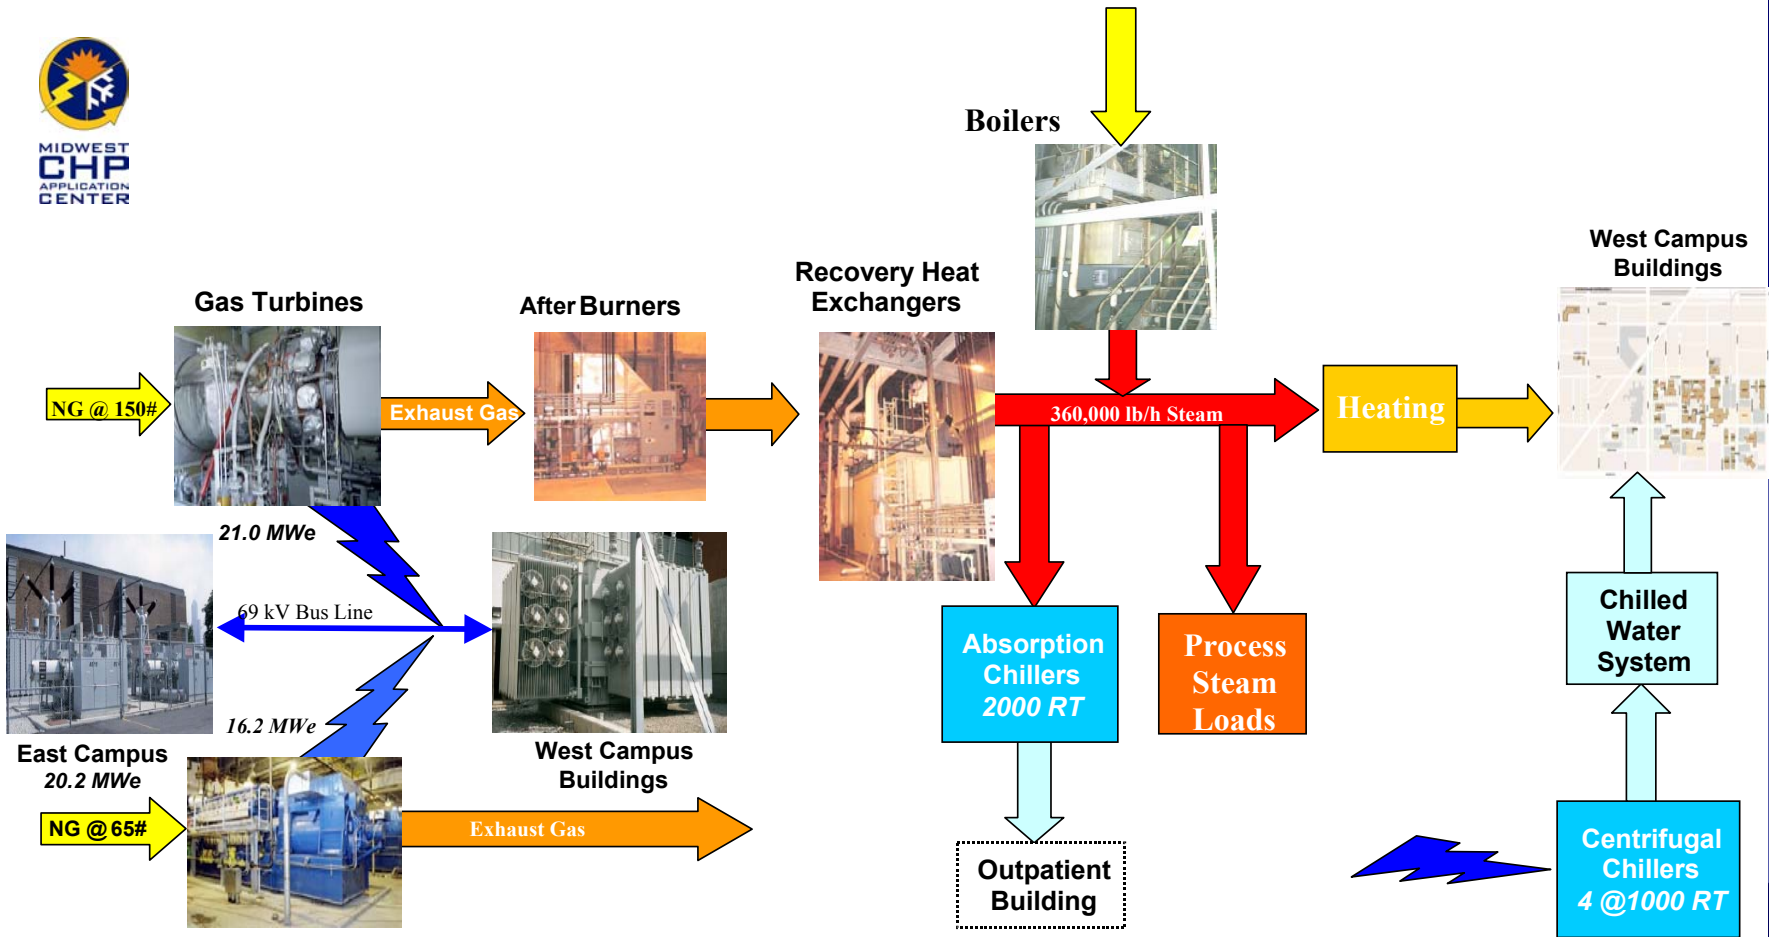 MIDWEST
CHP
APPLICATION
CENTER
Boilers
West Campus
Buildings
Recovery Heat
Exchangers
Gas Turbines
After Burners
NG @ 150#
Exhaust Gas
360,000 lb/h Steam
Heating
21.0 MWe
69 kV Bus Line
16.2 MWe
East Campus
20.2 MWe
West Campus
Buildings
NG @ 65#
Exhaust Gas
Absorption
Chillers
2000 RT
Process
Steam
Loads
Chilled
Water
System
Outpatient
Building
Centrifugal
Chillers
4 @1000 RT